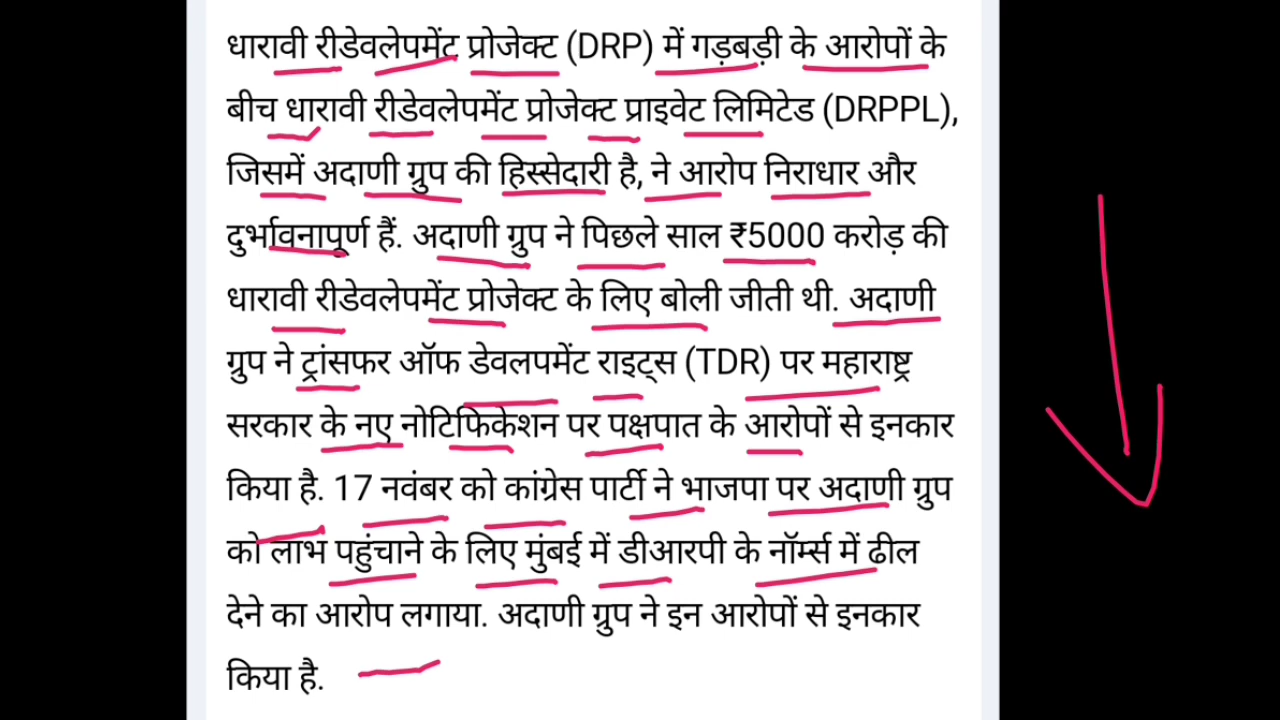 धारावी रीडेवलेपमेंट प्रोजेक्ट (DRP) में गड़बड़ी के आरोपों के
बीच धारावी रीडेवलेपमेंट प्रोजेक्ट प्राइवेट लिमिटेड (DRPPL),
जिसमें अदाणी ग्रुप की हिस्सेदारी है, ने आरोप निराधार और
दुर्भावनापूर्ण हैं. अदाणी ग्रुप ने पिछले साल ₹5000 करोड़ की
धारावी रीडेवलेपमेंट प्रोजेक्ट के लिए बोली जीती थी. अदाणी
ग्रुप ने ट्रांसफर ऑफ डेवलपमेंट राइट्स (TDR) पर महाराष्ट्र
सरकार के नए नोटिफिकेशन पर पक्षपात के आरोपों से इनकार
किया है. 17 नवंबर को कांग्रेस पार्टी ने भाजपा पर अदाणी ग्रुप
को लाभ पहुंचाने के लिए मुंबई में डीआरपी के नॉर्म्स में ढील
देने का आरोप लगाया. अदाणी ग्रुप ने इन आरोपों से इनकार
किया है.